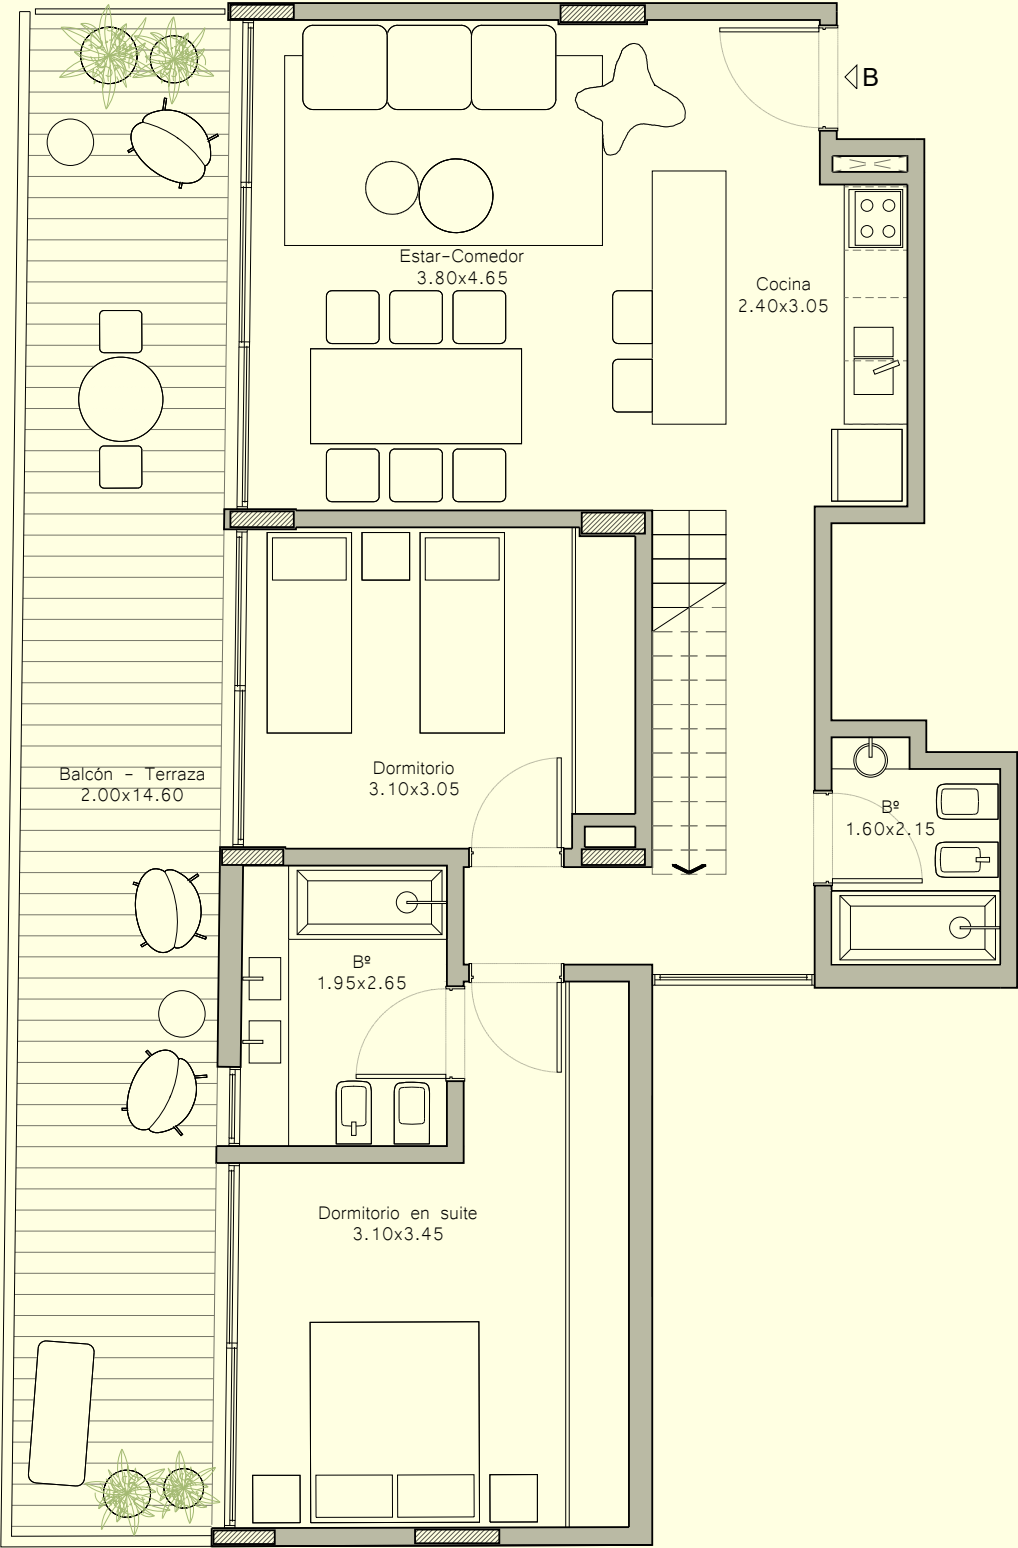 B
Estar-Comedor
3.80x4.65
Cocina
2.40x3.05
Dormitorio
3.10x3.05
Balcón - Terraza
2.00x14.60
Bº
1.60x2.15
Bº
1.95x2.65
Dormitorio en suite
3.10x3.45